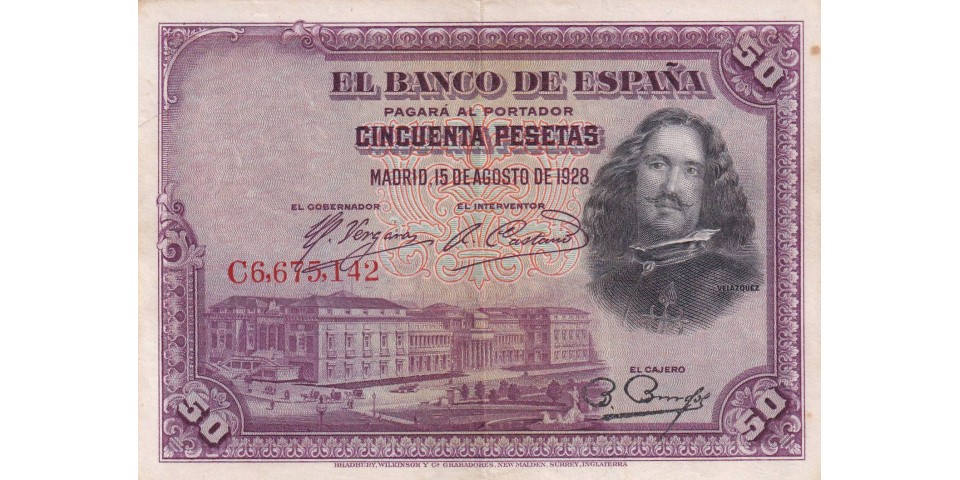 50
EL BANCO DE ESPAÑA
PAGARÁ AL PORTADOR
CINCUENTA PESETAS
MADRID, 15 DE AGOSTO DE 1928
EL GOBERNADOR EL INTERVENTOR
C6,675,142
VELAZQUEZ
EL CAJERO
50 50
BRADBURY, WILKINSON Y Cª GRABADORES, NEW MALDEN, SURREY, INGLATERRA